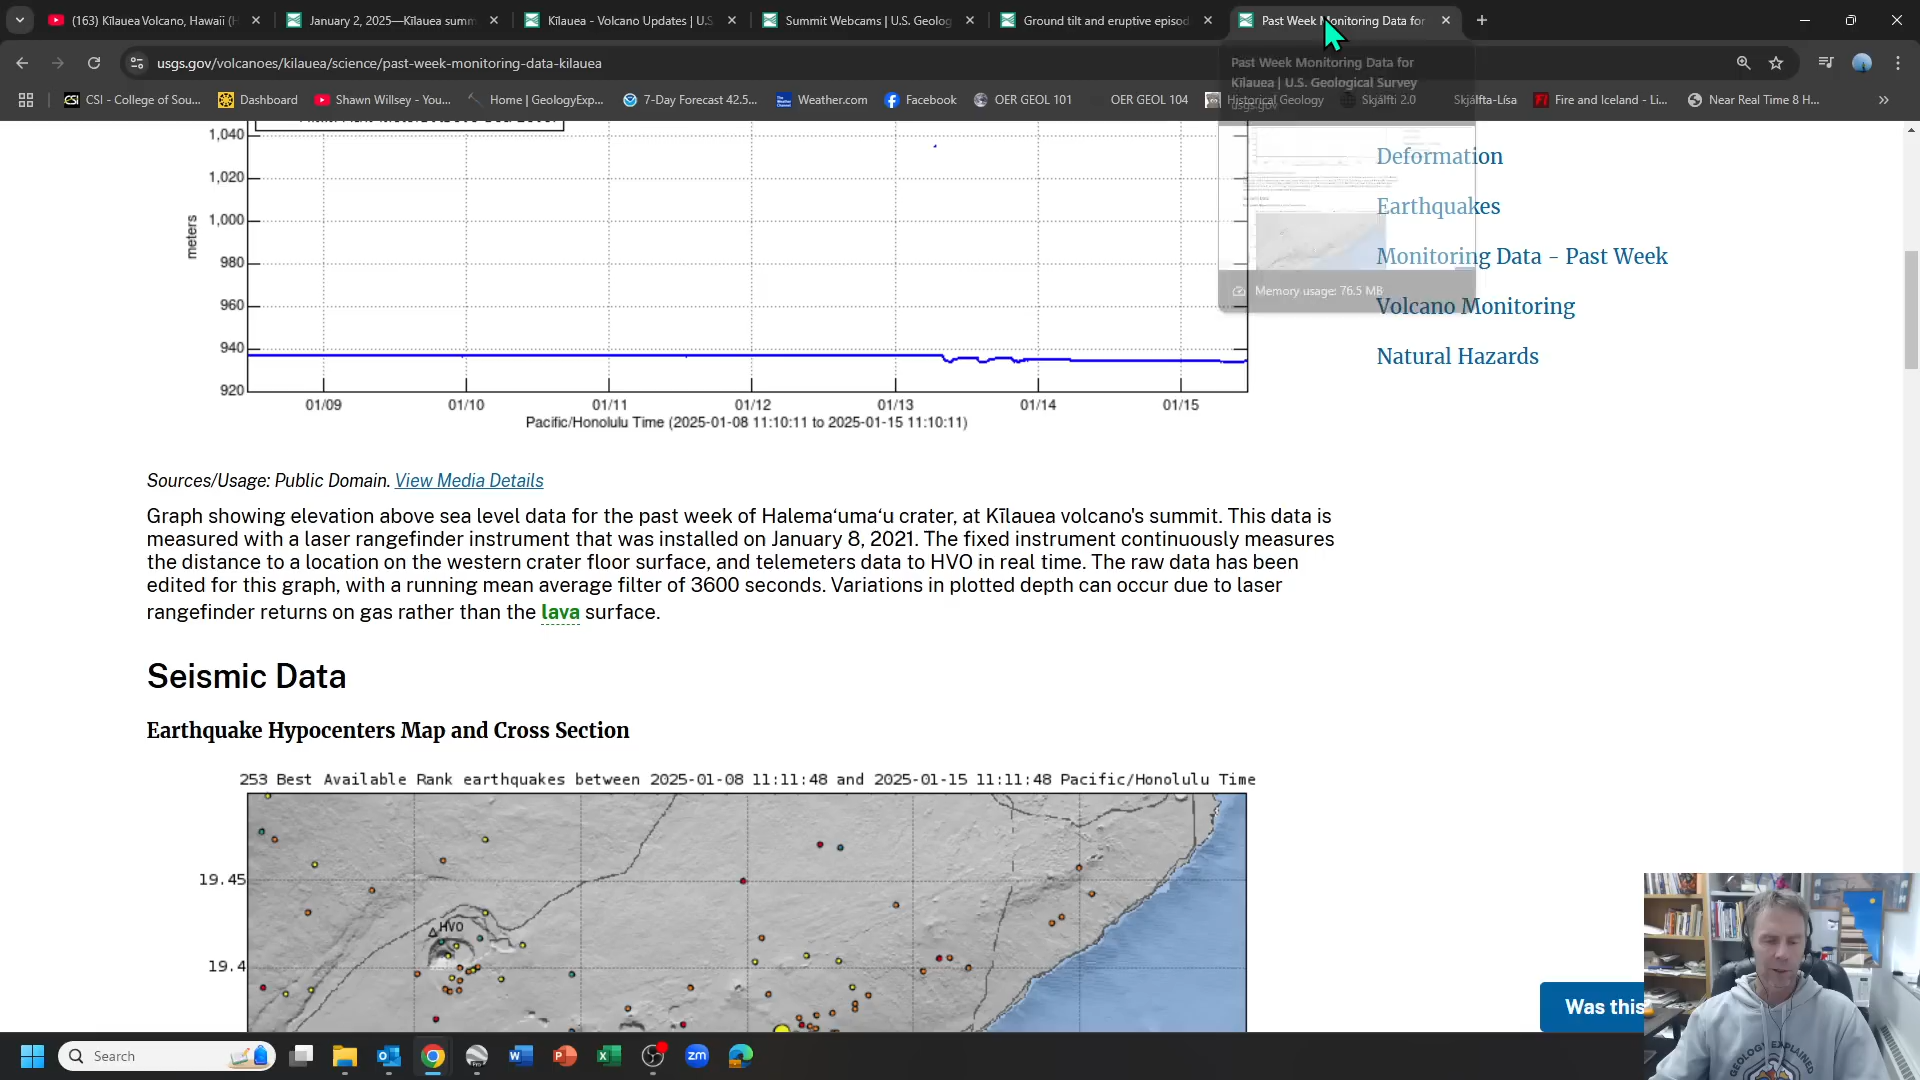 (163) Kīlauea Volcano, Hawaii (H
January 2, 2025—Kīlauea summ
Kīlauea - Volcano Updates | U.S.
Summit Webcams | U.S. Geolog
Ground tilt and eruptive episod
Past Week Monitoring Data for
usgs.gov/volcanoes/kilauea/science/past-week-monitoring-data-kilauea
Past Week Monitoring Data for
Kīlauea | U.S. Geological Survey
usgs.gov
CSI - College of Sou...
Dashboard
Shawn Willsey - You...
Home | GeologyExp...
7-Day Forecast 42.5...
Weather.com
Facebook
OER GEOL 101
OER GEOL 104
Historical Geology
Skjálfti 2.0
Skjálfta-Lísa
Fire and Iceland - Li...
Near Real Time 8 H...
1,040
1,020
1,000
980
960
940
920
meters
01/09
01/10
01/11
01/12
01/13
01/14
01/15
Pacific/Honolulu Time (2025-01-08 11:10:11 to 2025-01-15 11:10:11)
Deformation
Earthquakes
Monitoring Data - Past Week
Memory usage: 76.5 MB
Volcano Monitoring
Natural Hazards
Sources/Usage: Public Domain. View Media Details
Graph showing elevation above sea level data for the past week of Halemaʻumaʻu crater, at Kīlauea volcano's summit. This data is
measured with a laser rangefinder instrument that was installed on January 8, 2021. The fixed instrument continuously measures
the distance to a location on the western crater floor surface, and telemeters data to HVO in real time. The raw data has been
edited for this graph, with a running mean average filter of 3600 seconds. Variations in plotted depth can occur due to laser
rangefinder returns on gas rather than the lava surface.
Seismic Data
Earthquake Hypocenters Map and Cross Section
253 Best Available Rank earthquakes between 2025-01-08 11:11:48 and 2025-01-15 11:11:48 Pacific/Honolulu Time
19.45
HVO
19.4
Was this
GEOLOGY EXPLAINED
Search
zm